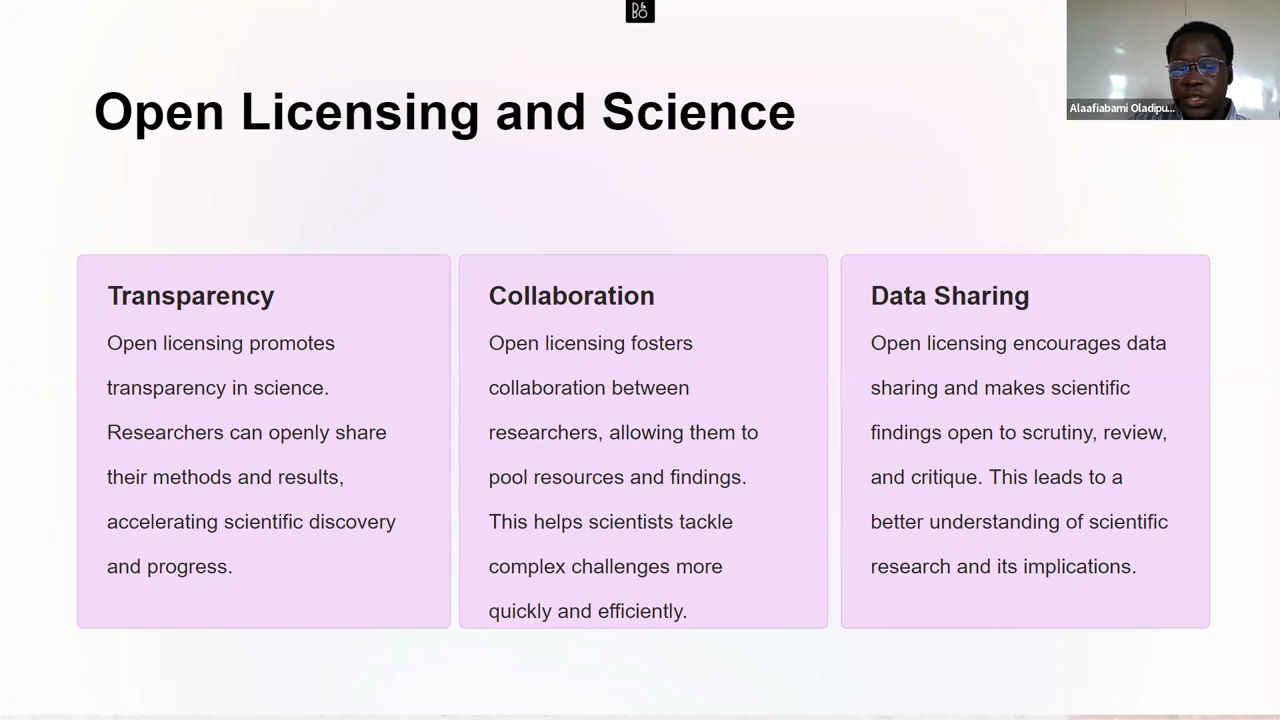 D&
BO
Alaafiabami Oladipu...
Open Licensing and Science
Transparency
Open licensing promotes
transparency in science.
Researchers can openly share
their methods and results,
accelerating scientific discovery
and progress.
Collaboration
Open licensing fosters
collaboration between
researchers, allowing them to
pool resources and findings.
This helps scientists tackle
complex challenges more
quickly and efficiently.
Data Sharing
Open licensing encourages data
sharing and makes scientific
findings open to scrutiny, review,
and critique. This leads to a
better understanding of scientific
research and its implications.